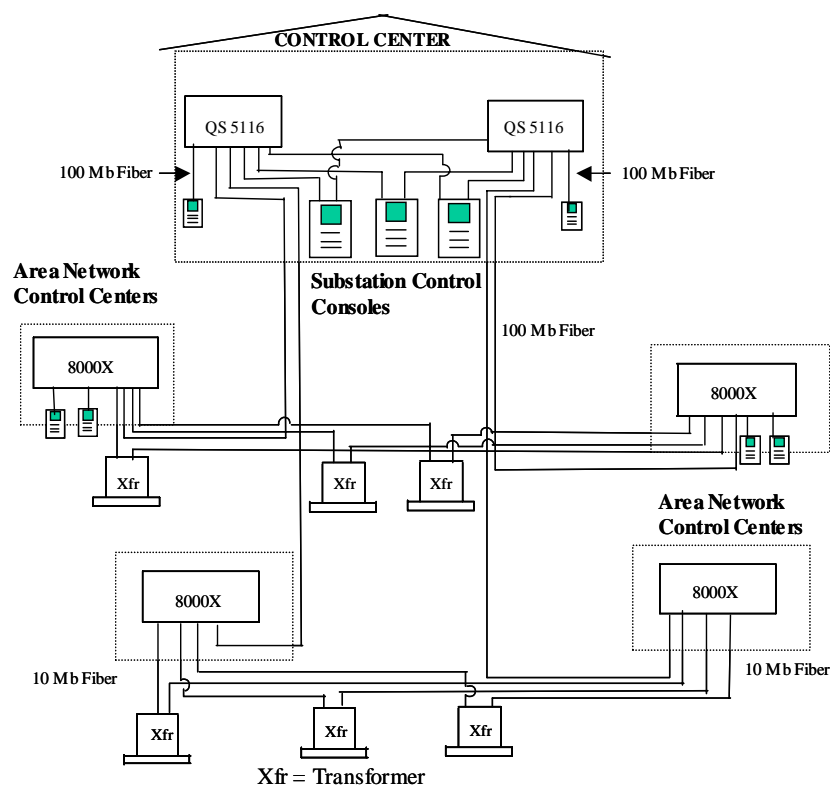 CONTROL CENTER
QS 5116
QS 5116
100 Mb Fiber
100 Mb Fiber
Area Network
Control Centers
Substation Control
Consoles
100 Mb Fiber
8000X
8000X
Xfr
Xfr
Xfr
Area Network
Control Centers
8000X
8000X
10 Mb Fiber
10 Mb Fiber
Xfr
Xfr
Xfr
Xfr = Transformer